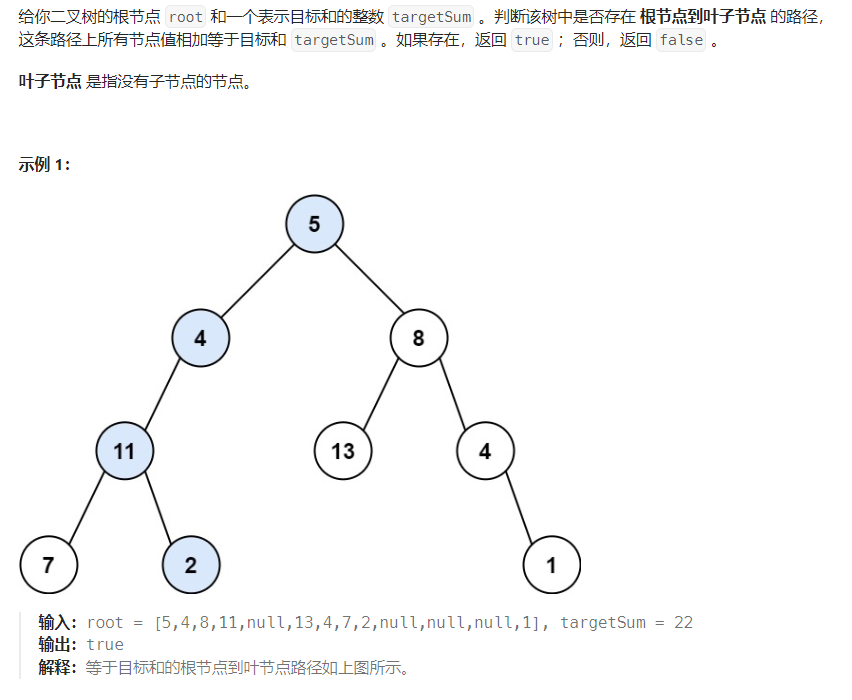 给你二叉树的根节点 root 和一个表示目标和的整数 targetSum 。判断该树中是否存在 根节点到叶子节点 的路径，
这条路径上所有节点值相加等于目标和 targetSum 。如果存在，返回 true ；否则，返回 false 。
叶子节点 是指没有子节点的节点。
示例 1：
5
4 8
11 13 4
7 2 1
输入：root = [5,4,8,11,null,13,4,7,2,null,null,null,1], targetSum = 22
输出：true
解释：等于目标和的根节点到叶节点路径如上图所示。